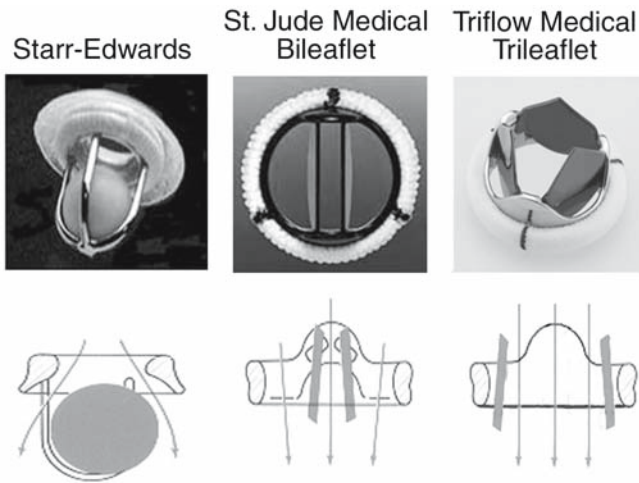 Starr-Edwards
St. Jude Medical
Bileaflet
Triflow Medical
Trileaflet